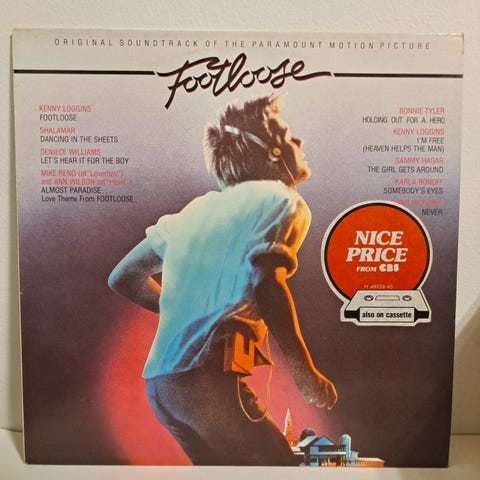 ORIGINAL SOUNDTRACK OF THE PARAMOUNT MOTION PICTURE
Footloose
KENNY LOGGINS
FOOTLOOSE
SHALAMAR
DANCING IN THE SHEETS
DENIECE WILLIAMS
LET'S HEAR IT FOR THE BOY
MIKE RENO (of "Loverboy")
and ANN WILSON (of "Heart")
ALMOST PARADISE...
Love Theme From FOOTLOOSE
BONNIE TYLER
HOLDING OUT FOR A HERO
KENNY LOGGINS
I'M FREE
(HEAVEN HELPS THE MAN)
SAMMY HAGAR
THE GIRL GETS AROUND
KARLA BONOFF
SOMEBODY'S EYES
NEVER
NICE
PRICE
FROM CBS
also on cassette